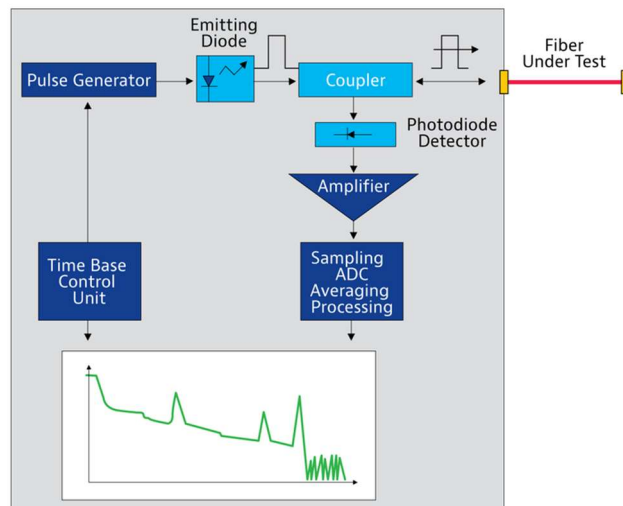 Emitting
Diode
Pulse Generator
Coupler
Fiber
Under Test
Photodiode
Detector
Amplifier
Time Base
Control
Unit
Sampling
ADC
Averaging
Processing